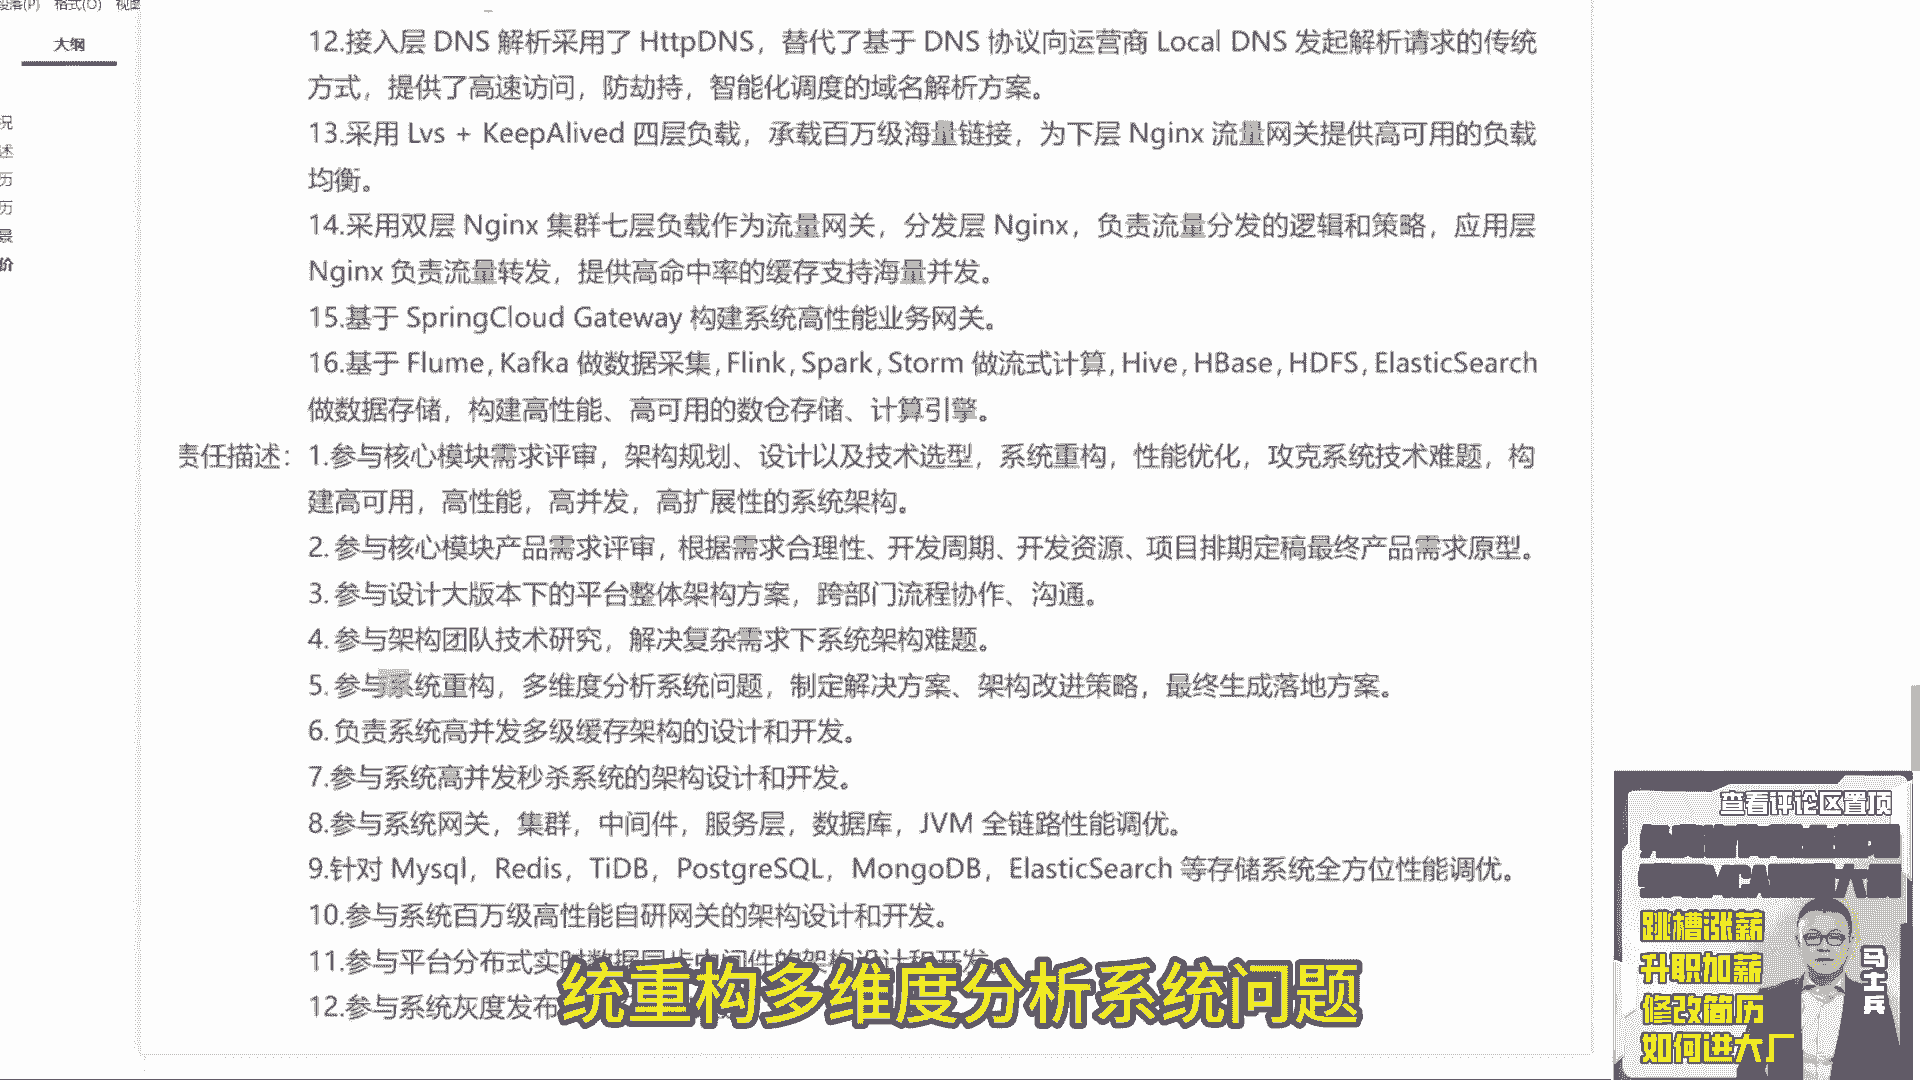 段落(P) 格式(O) 视图
大纲
况
述
历
历
景
价
12.接入层 DNS 解析采用了 HttpDNS，替代了基于 DNS 协议向运营商 Local DNS 发起解析请求的传统
方式，提供了高速访问，防劫持，智能化调度的域名解析方案。
13.采用 Lvs + KeepAlived 四层负载，承载百万级海量链接，为下层 Nginx 流量网关提供高可用的负载
均衡。
14.采用双层 Nginx 集群七层负载作为流量网关，分发层 Nginx，负责流量分发的逻辑和策略，应用层
Nginx 负责流量转发，提供高命中率的缓存支持海量并发。
15.基于 SpringCloud Gateway 构建系统高性能业务网关。
16.基于 Flume,Kafka 做数据采集,Flink,Spark,Storm 做流式计算,Hive,HBase,HDFS,ElasticSearch
做数据存储，构建高性能、高可用的数仓存储、计算引擎。
责任描述：1.参与核心模块需求评审，架构规划、设计以及技术选型，系统重构，性能优化，攻克系统技术难题，构
建高可用，高性能，高并发，高扩展性的系统架构。
2. 参与核心模块产品需求评审，根据需求合理性、开发周期、开发资源、项目排期定稿最终产品需求原型。
3. 参与设计大版本下的平台整体架构方案，跨部门流程协作、沟通。
4. 参与架构团队技术研究，解决复杂需求下系统架构难题。
5. 参与系统重构，多维度分析系统问题，制定解决方案、架构改进策略，最终生成落地方案。
6. 负责系统高并发多级缓存架构的设计和开发。
7.参与系统高并发秒杀系统的架构设计和开发。
8.参与系统网关，集群，中间件，服务层，数据库，JVM 全链路性能调优。
9.针对 Mysql，Redis，TiDB，PostgreSQL，MongoDB，ElasticSearch 等存储系统全方位性能调优。
10.参与系统百万级高性能自研网关的架构设计和开发。
11.参与平台分布式实时数据同步中间件的架构设计和开发
12.参与系统灰度发布
统重构多维度分析系统问题
查看评论区置顶
跳槽涨薪
升职加薪
修改简历
如何进大厂
马士兵